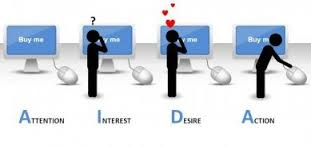 ?
Buy me
Buy me
Buy me
Buy me
ATTENTION
INTEREST
DESIRE
ACTION